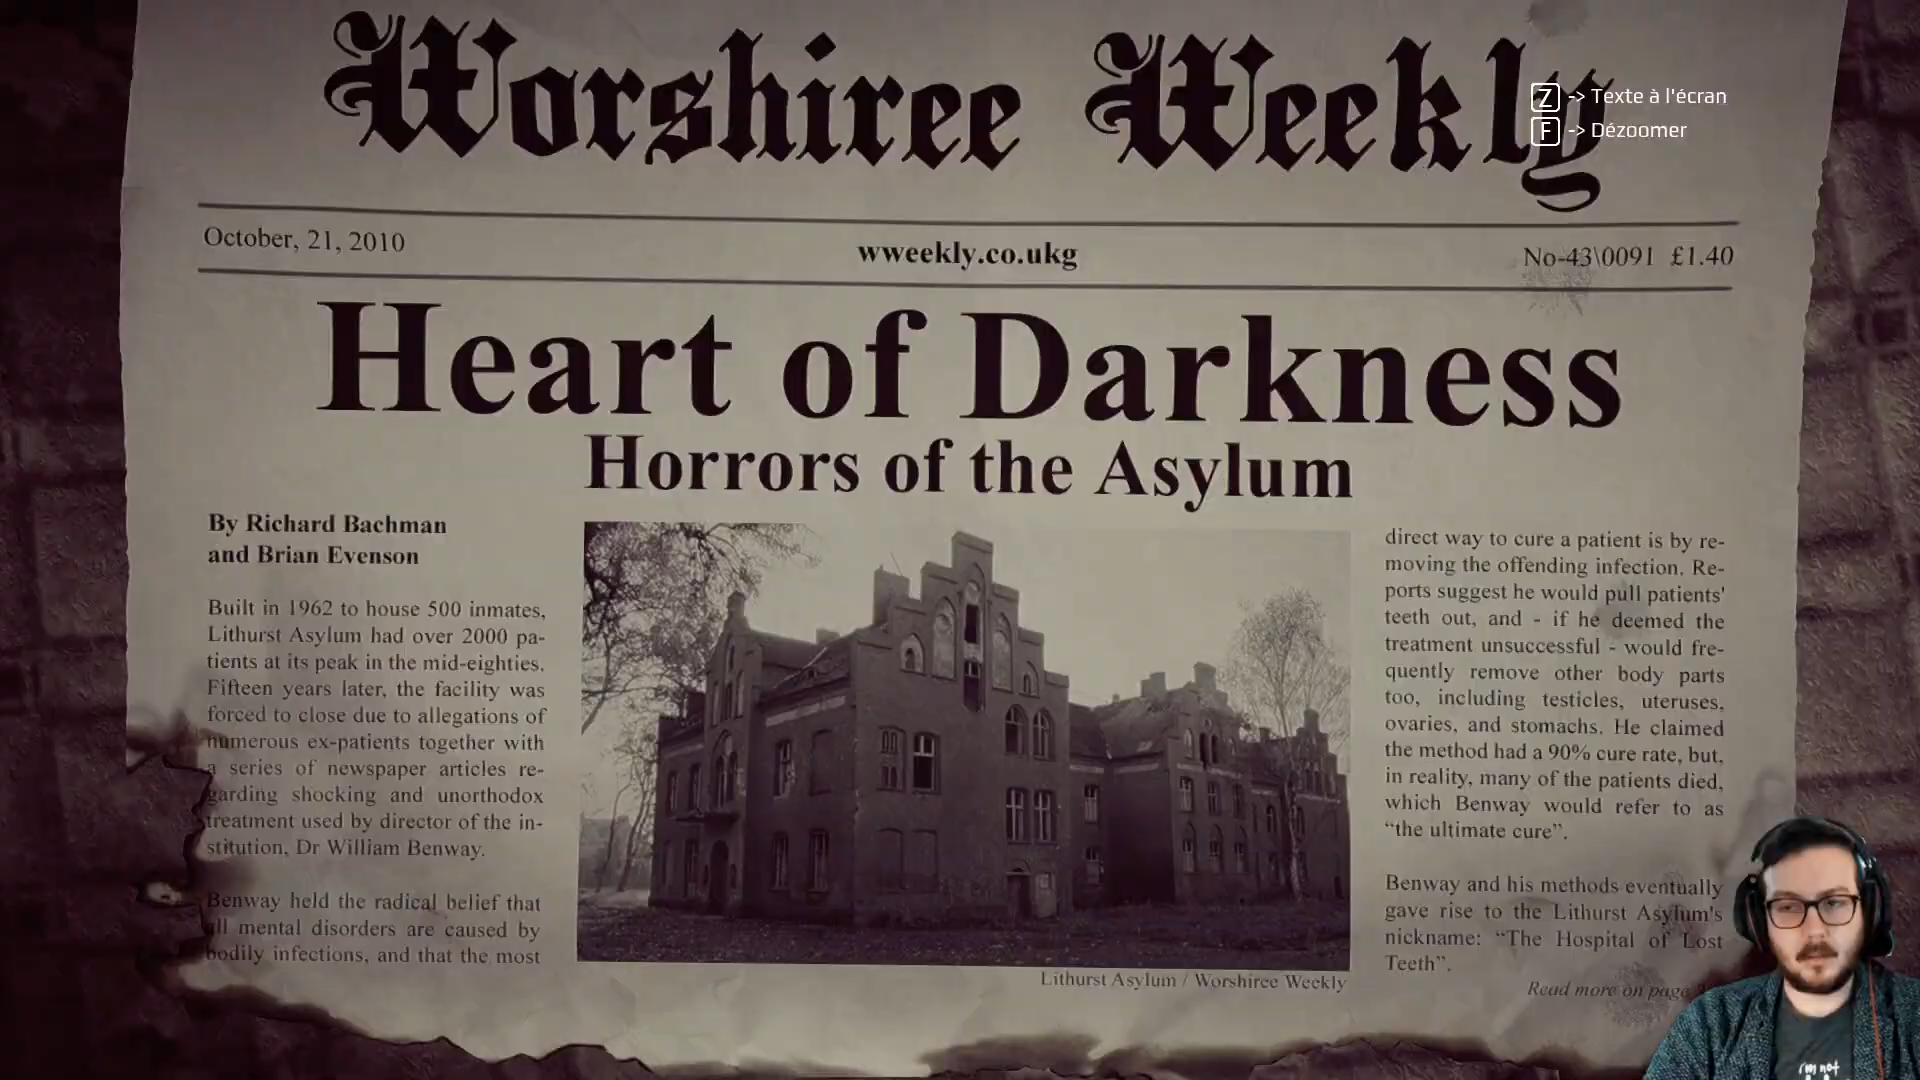 Worshiree Weekly
Z -> Texte à l'écran
F -> Dézoomer
October, 21, 2010
wweekly.co.ukg
No-43\0091 £1.40
Heart of Darkness
Horrors of the Asylum
By Richard Bachman
and Brian Evenson
Built in 1962 to house 500 inmates,
Lithurst Asylum had over 2000 pa-
tients at its peak in the mid-eighties.
Fifteen years later, the facility was
forced to close due to allegations of
numerous ex-patients together with
a series of newspaper articles re-
garding shocking and unorthodox
treatment used by director of the in-
stitution, Dr William Benway.
Benway held the radical belief that
all mental disorders are caused by
bodily infections, and that the most
Lithurst Asylum / Worshiree Weekly
direct way to cure a patient is by re-
moving the offending infection. Re-
ports suggest he would pull patients'
teeth out, and - if he deemed the
treatment unsuccessful - would fre-
quently remove other body parts
too, including testicles, uteruses,
ovaries, and stomachs. He claimed
the method had a 90% cure rate, but,
in reality, many of the patients died,
which Benway would refer to as
“the ultimate cure”.
Benway and his methods eventually
gave rise to the Lithurst Asylum's
nickname: “The Hospital of Lost
Teeth”.
Read more on page
i'm not